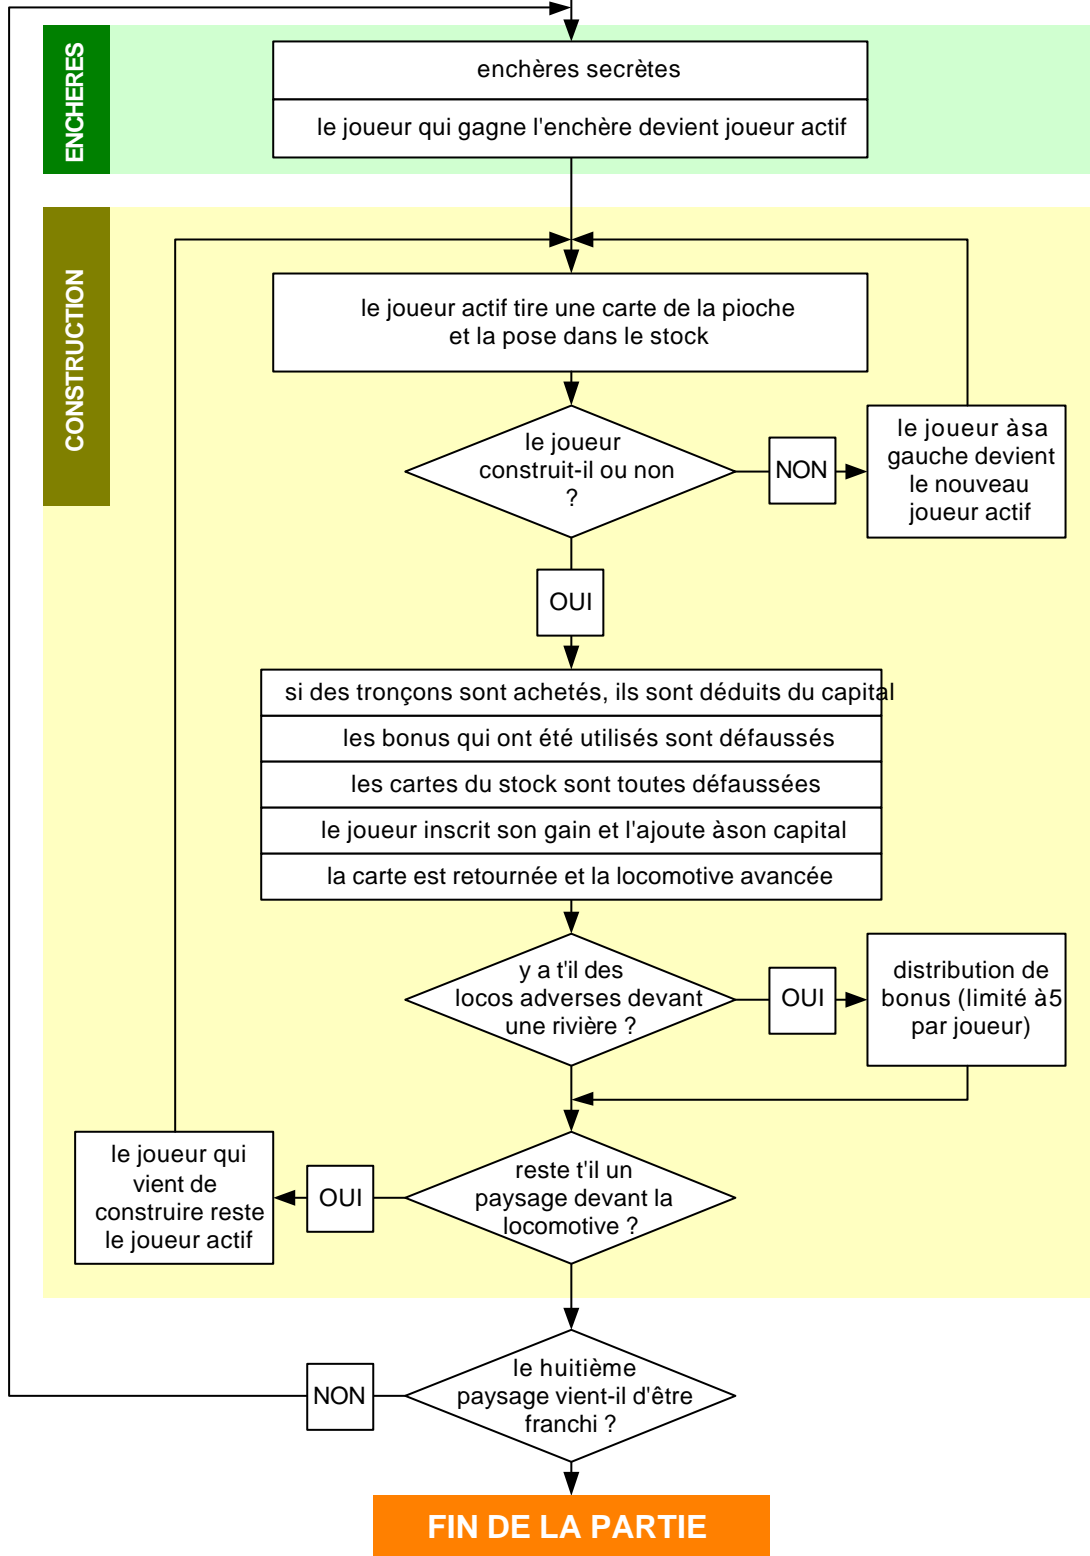 ENCHERES
enchères secrètes
le joueur qui gagne l'enchère devient joueur actif
CONSTRUCTION
le joueur actif tire une carte de la pioche
et la pose dans le stock
le joueur
construit-il ou non
?
NON
le joueur àsa
gauche devient
le nouveau
joueur actif
OUI
si des tronçons sont achetés, ils sont déduits du capital
les bonus qui ont été utilisés sont défaussés
les cartes du stock sont toutes défaussées
le joueur inscrit son gain et l'ajoute àson capital
la carte est retournée et la locomotive avancée
y a t'il des
locos adverses devant
une rivière ?
OUI
distribution de
bonus (limité à5
par joueur)
reste t'il un
paysage devant la
locomotive ?
OUI
le joueur qui
vient de
construire reste
le joueur actif
le huitième
paysage vient-il d'être
franchi ?
NON
FIN DE LA PARTIE